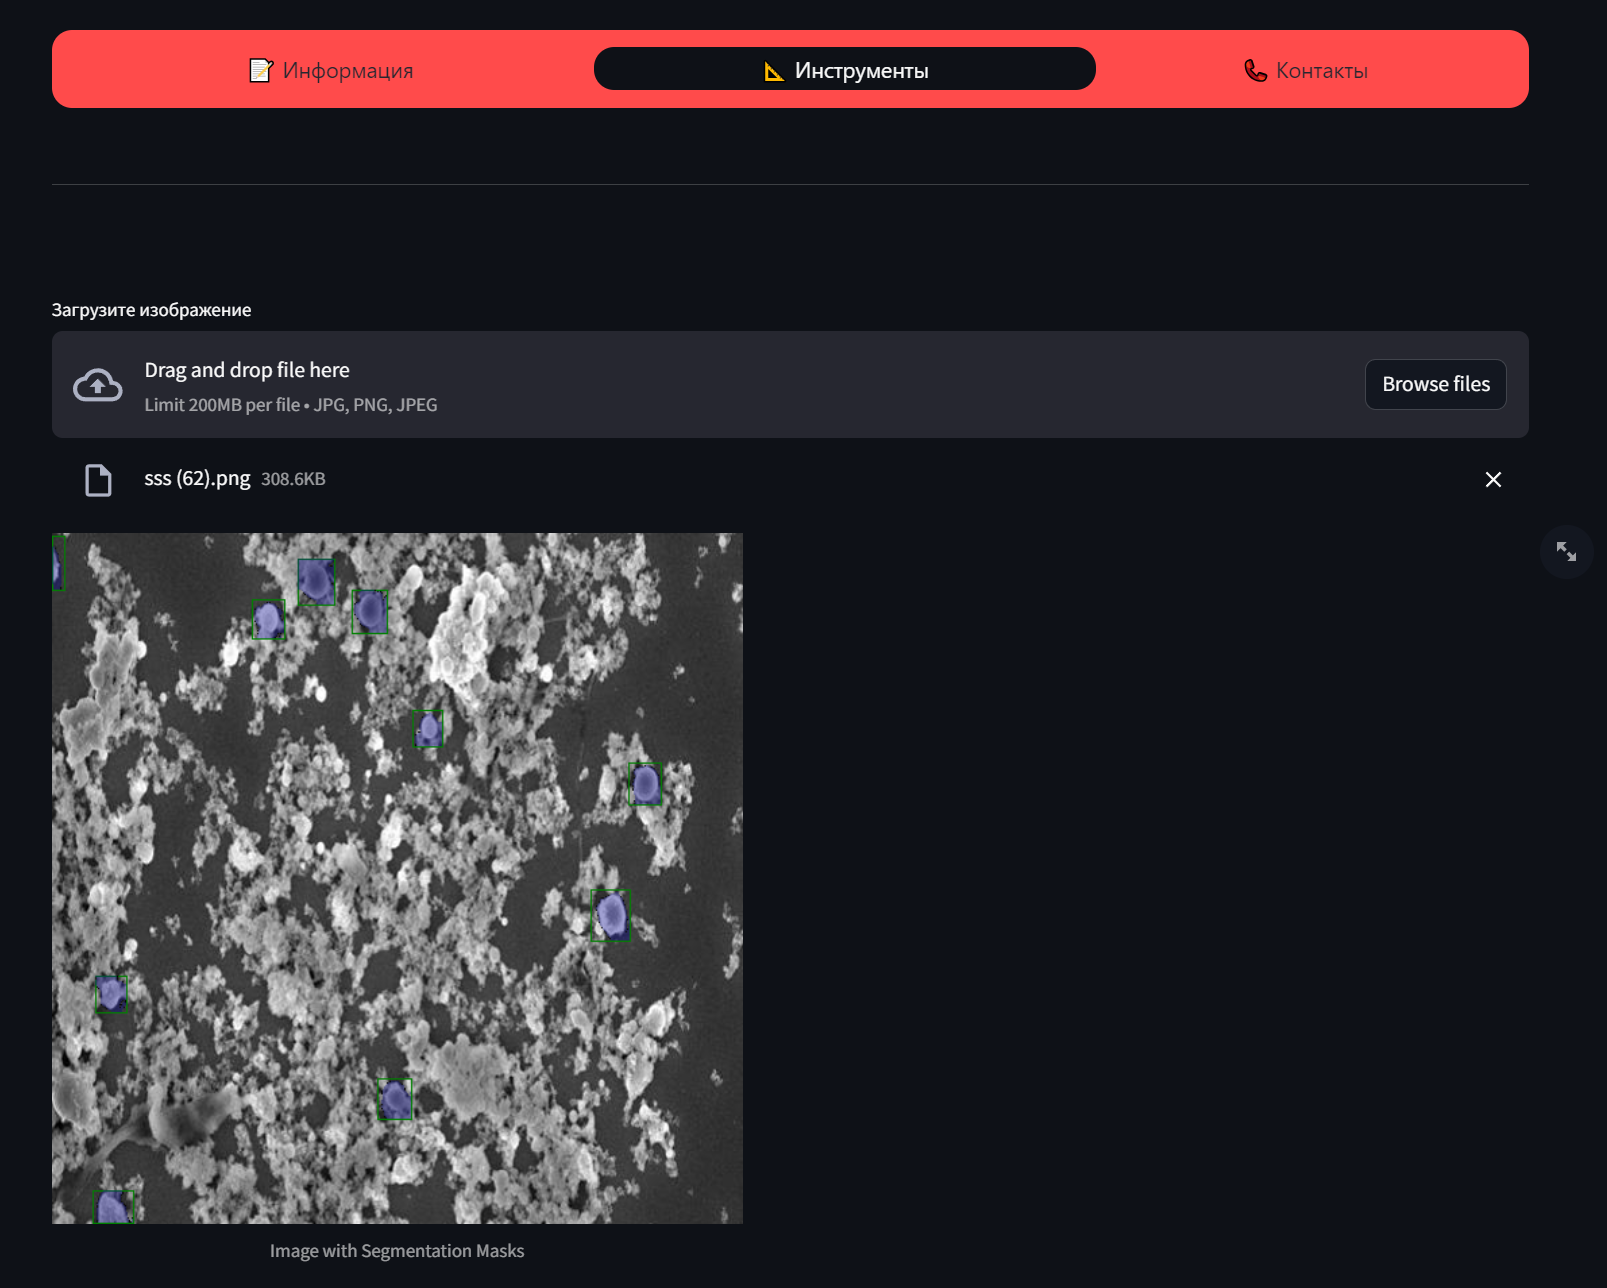 Информация
Инструменты
Контакты
Загрузите изображение
Drag and drop file here
Limit 200MB per file • JPG, PNG, JPEG
Browse files
sss (62).png 308.6KB
Image with Segmentation Masks